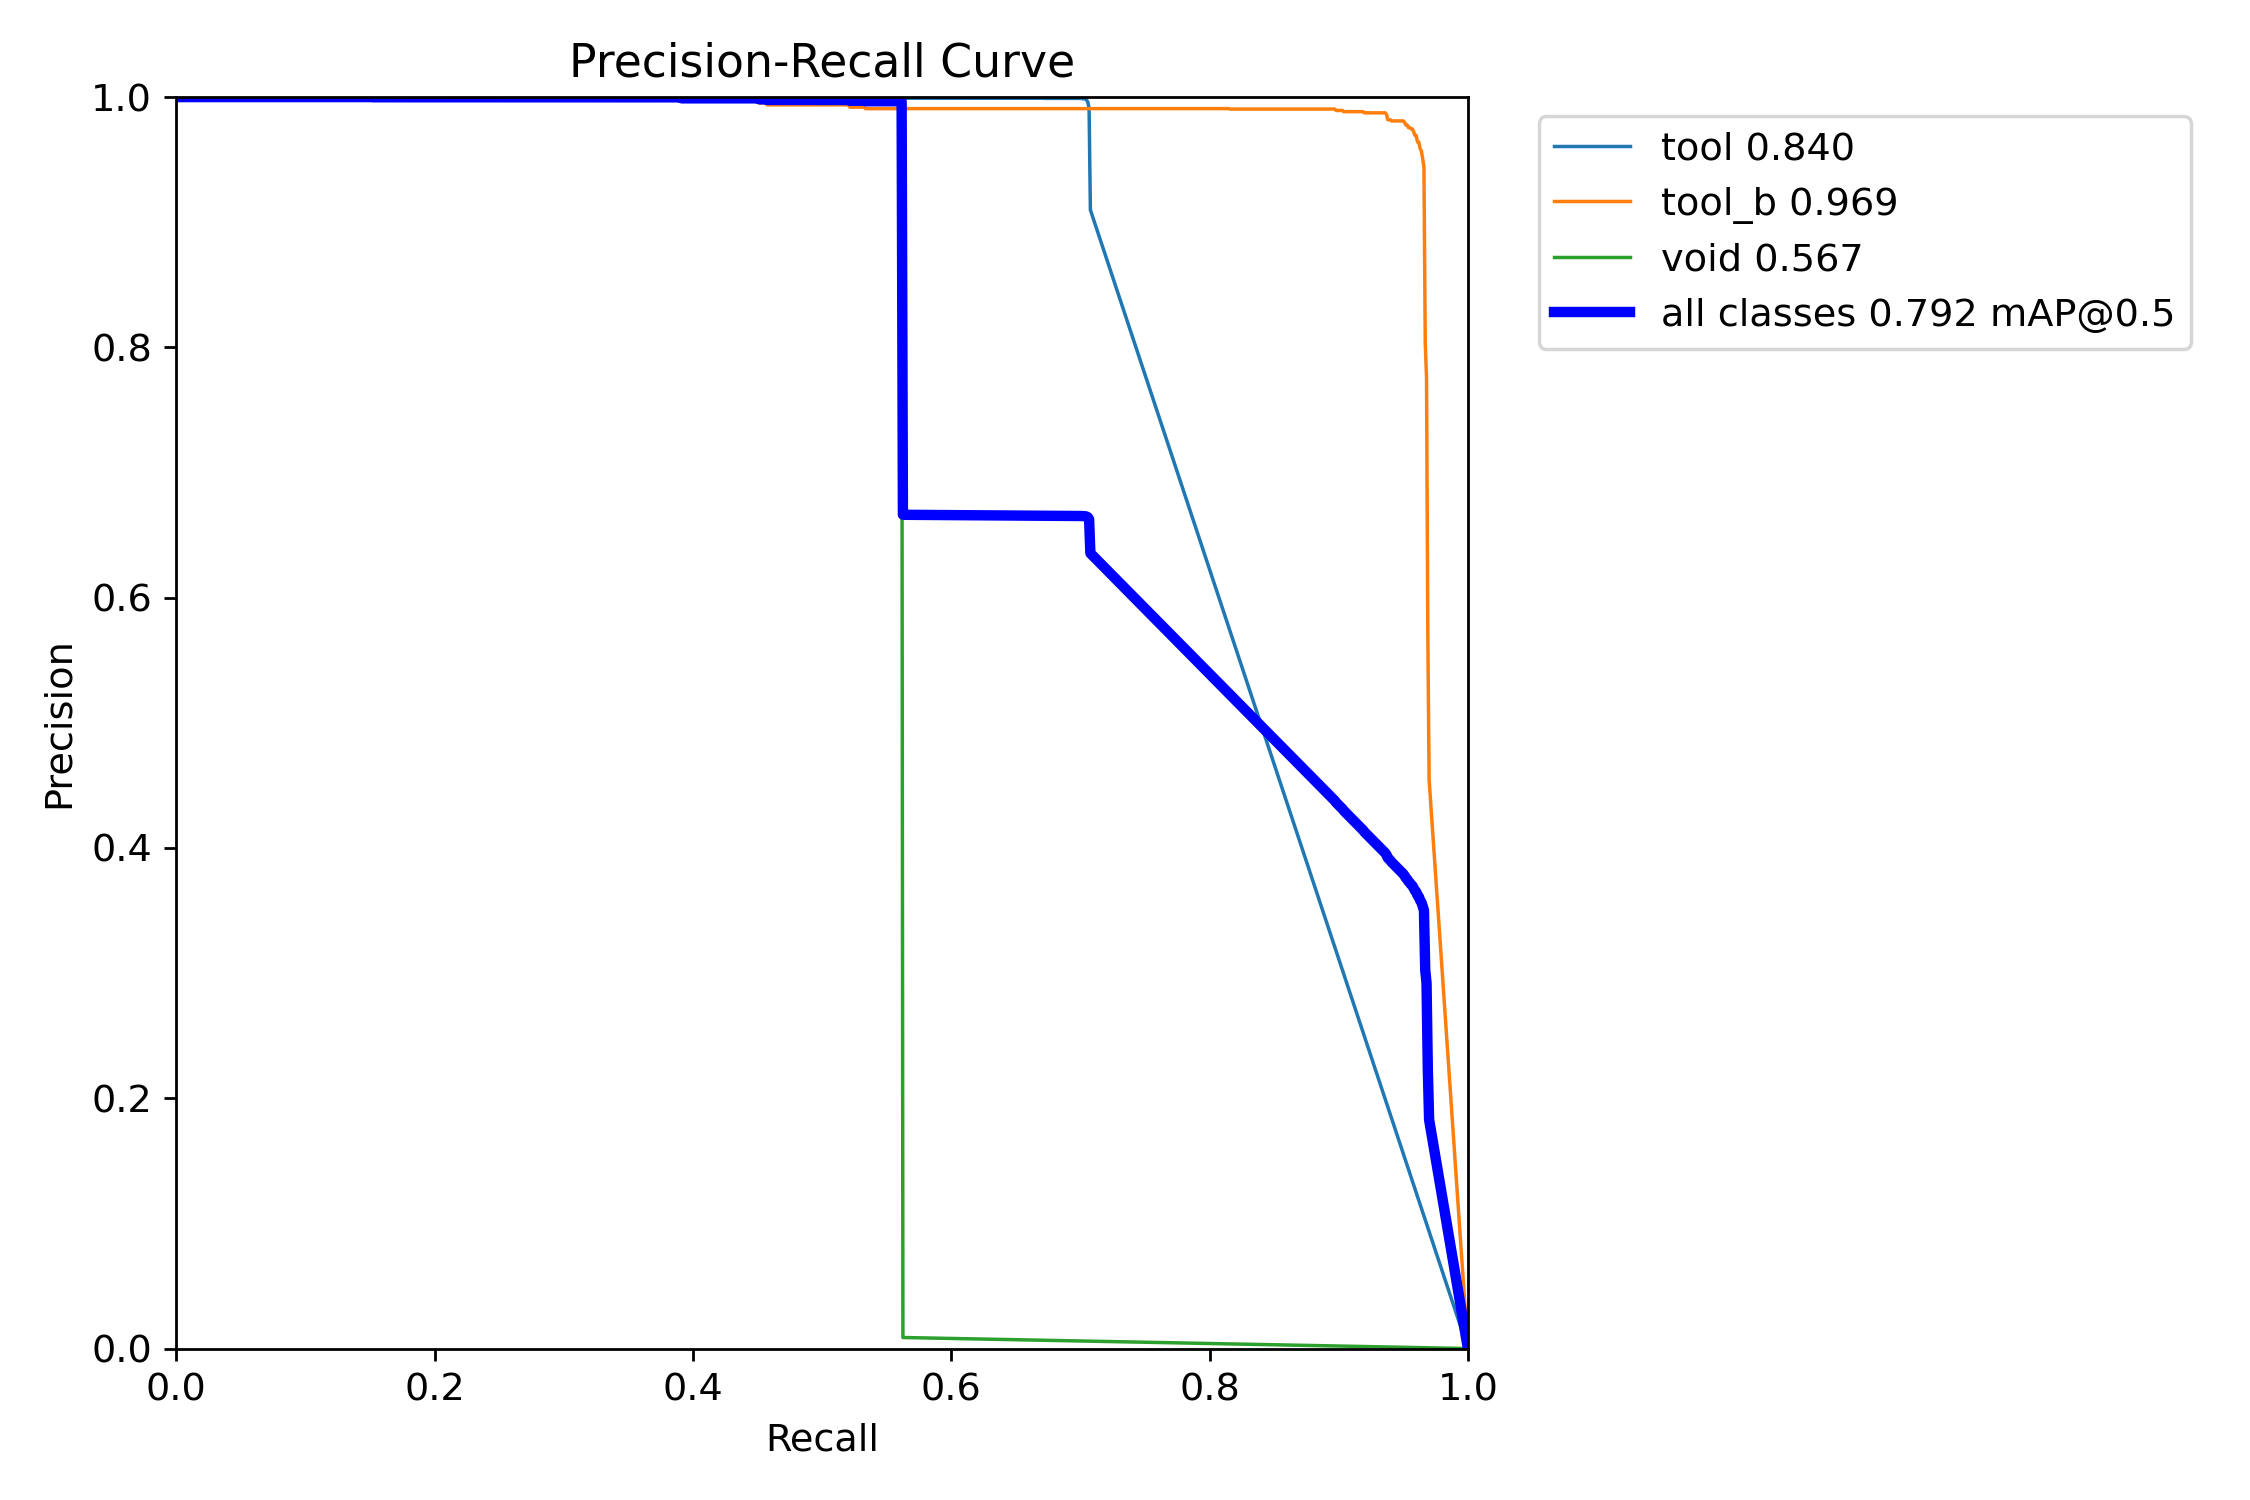 Precision-Recall Curve
1.0
0.8
0.6
0.4
0.2
0.0
Precision
0.0 0.2 0.4 0.6 0.8 1.0
Recall
tool 0.840
tool_b 0.969
void 0.567
all classes 0.792 mAP@0.5